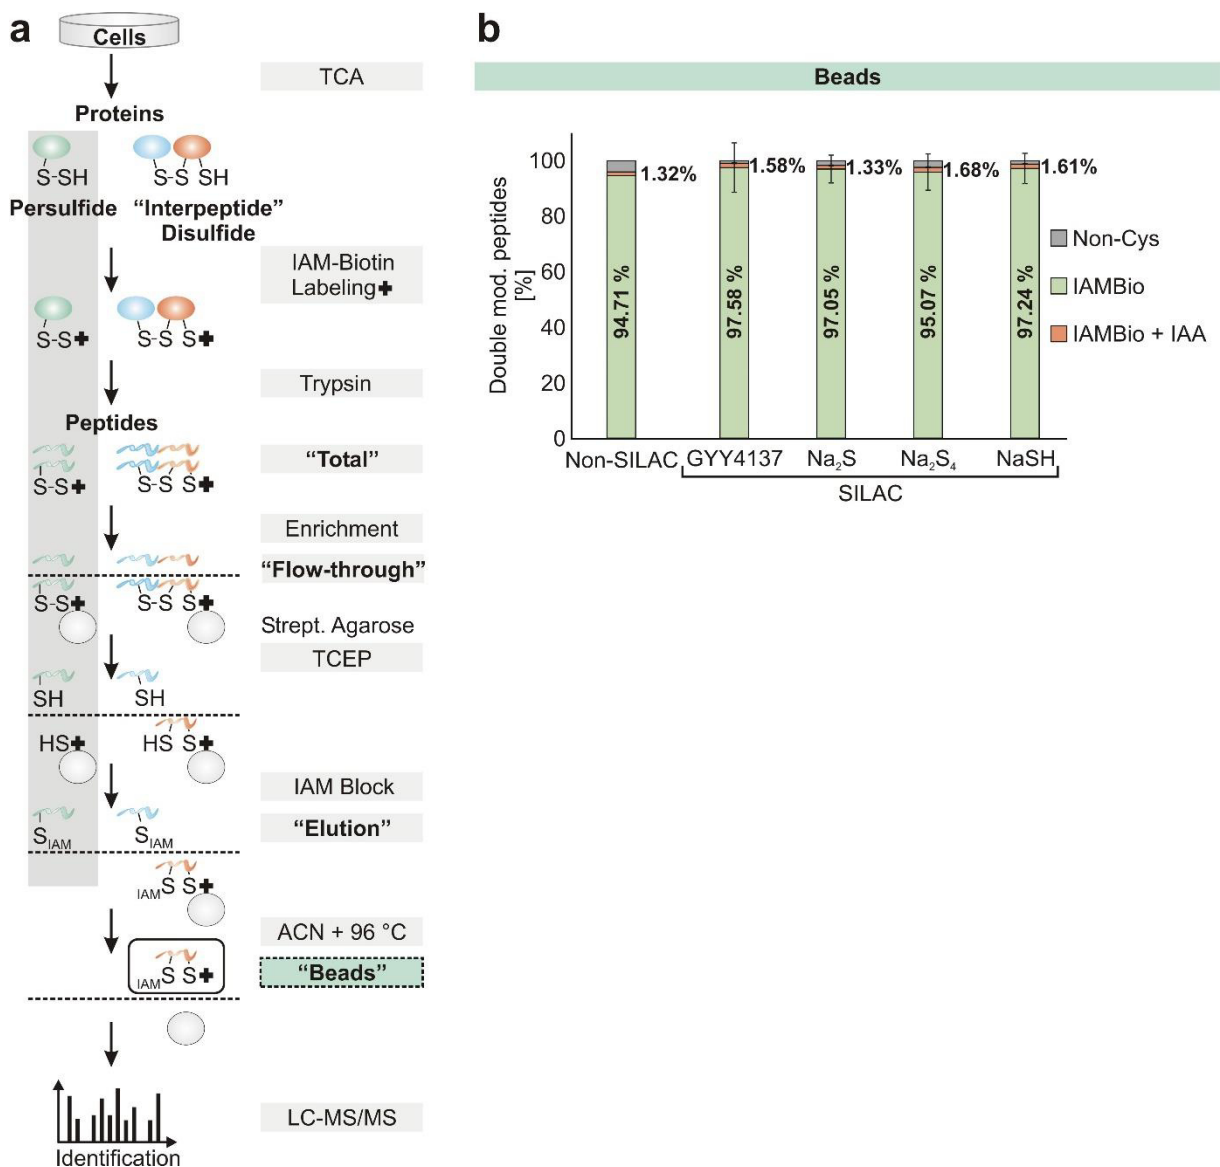 a
Cells
TCA
Proteins
S-SH
S-S SH
Persulfide
“Interpeptide”
Disulfide
IAM-Biotin
Labeling✚
S-S✚
S-S S✚
Trypsin
Peptides
“Total”
S-S✚
S-S S✚
Enrichment
“Flow-through”
S-S✚
S-S S✚
Strept. Agarose
TCEP
SH
SH
HS✚
HS S✚
IAM Block
“Elution”
S_IAM
S_IAM
IAM S S✚
ACN + 96 °C
“Beads”
IAM S S✚
LC-MS/MS
Identification
b
Beads
Double mod. peptides
[%]
100
80
60
40
20
0
1.32%
1.58%
1.33%
1.68%
1.61%
94.71 %
97.58 %
97.05 %
95.07 %
97.24 %
Non-Cys
IAMBio
IAMBio + IAA
Non-SILAC
GYY4137
Na₂S
Na₂S₄
NaSH
SILAC